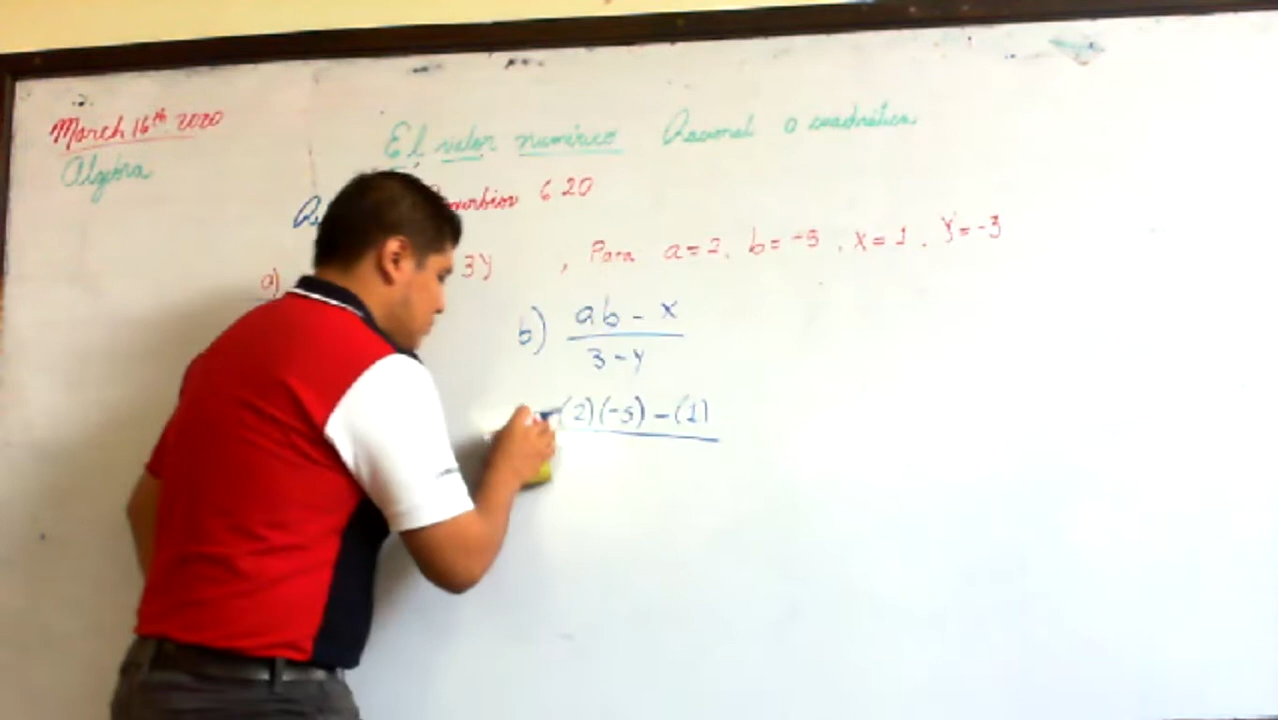 March 16th 2020
El valor numérico Racional o cuadrática
Algebra
6 20
a) 3y , Para a=2, b=-5, x=1, y=-3
b) ab - x
3-y
(2)(-5) - (1)